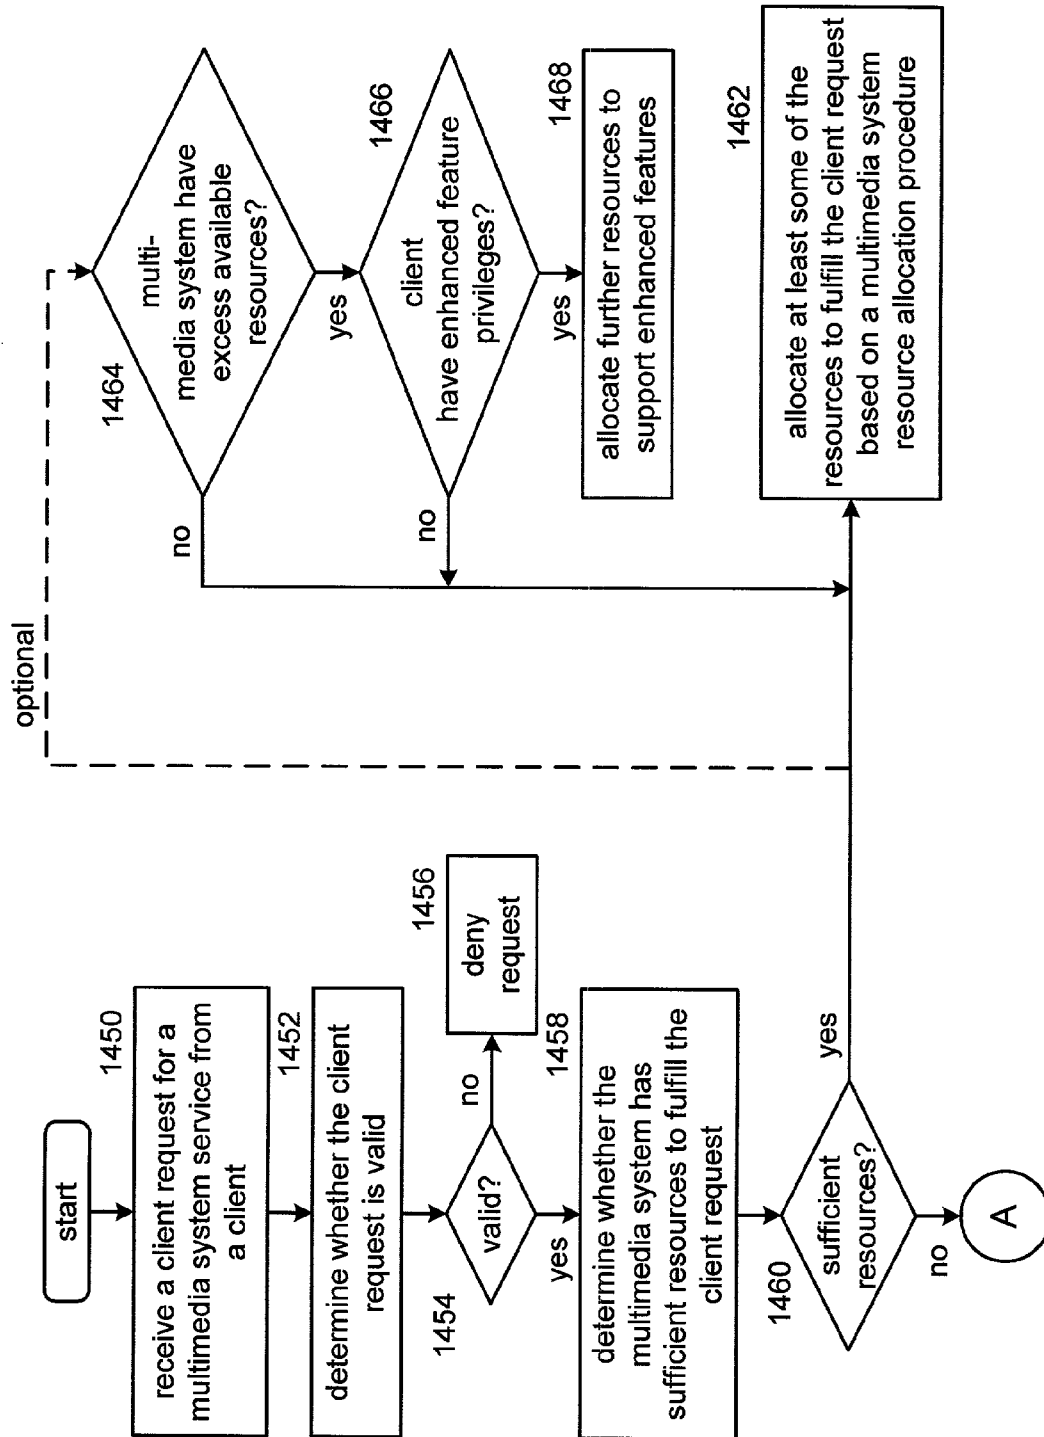 start
1450
receive a client request for a
multimedia system service from
a client
1452
determine whether the client
request is valid
1454
valid?
no
1456
deny
request
yes
1458
determine whether the
multimedia system has
sufficient resources to fulfill the
client request
1460
sufficient
resources?
no
A
yes
optional
1464
multi-
media system have
excess available
resources?
no
yes
1466
client
have enhanced feature
privileges?
no
yes
1468
allocate further resources to
support enhanced features
1462
allocate at least some of the
resources to fulfill the client request
based on a multimedia system
resource allocation procedure